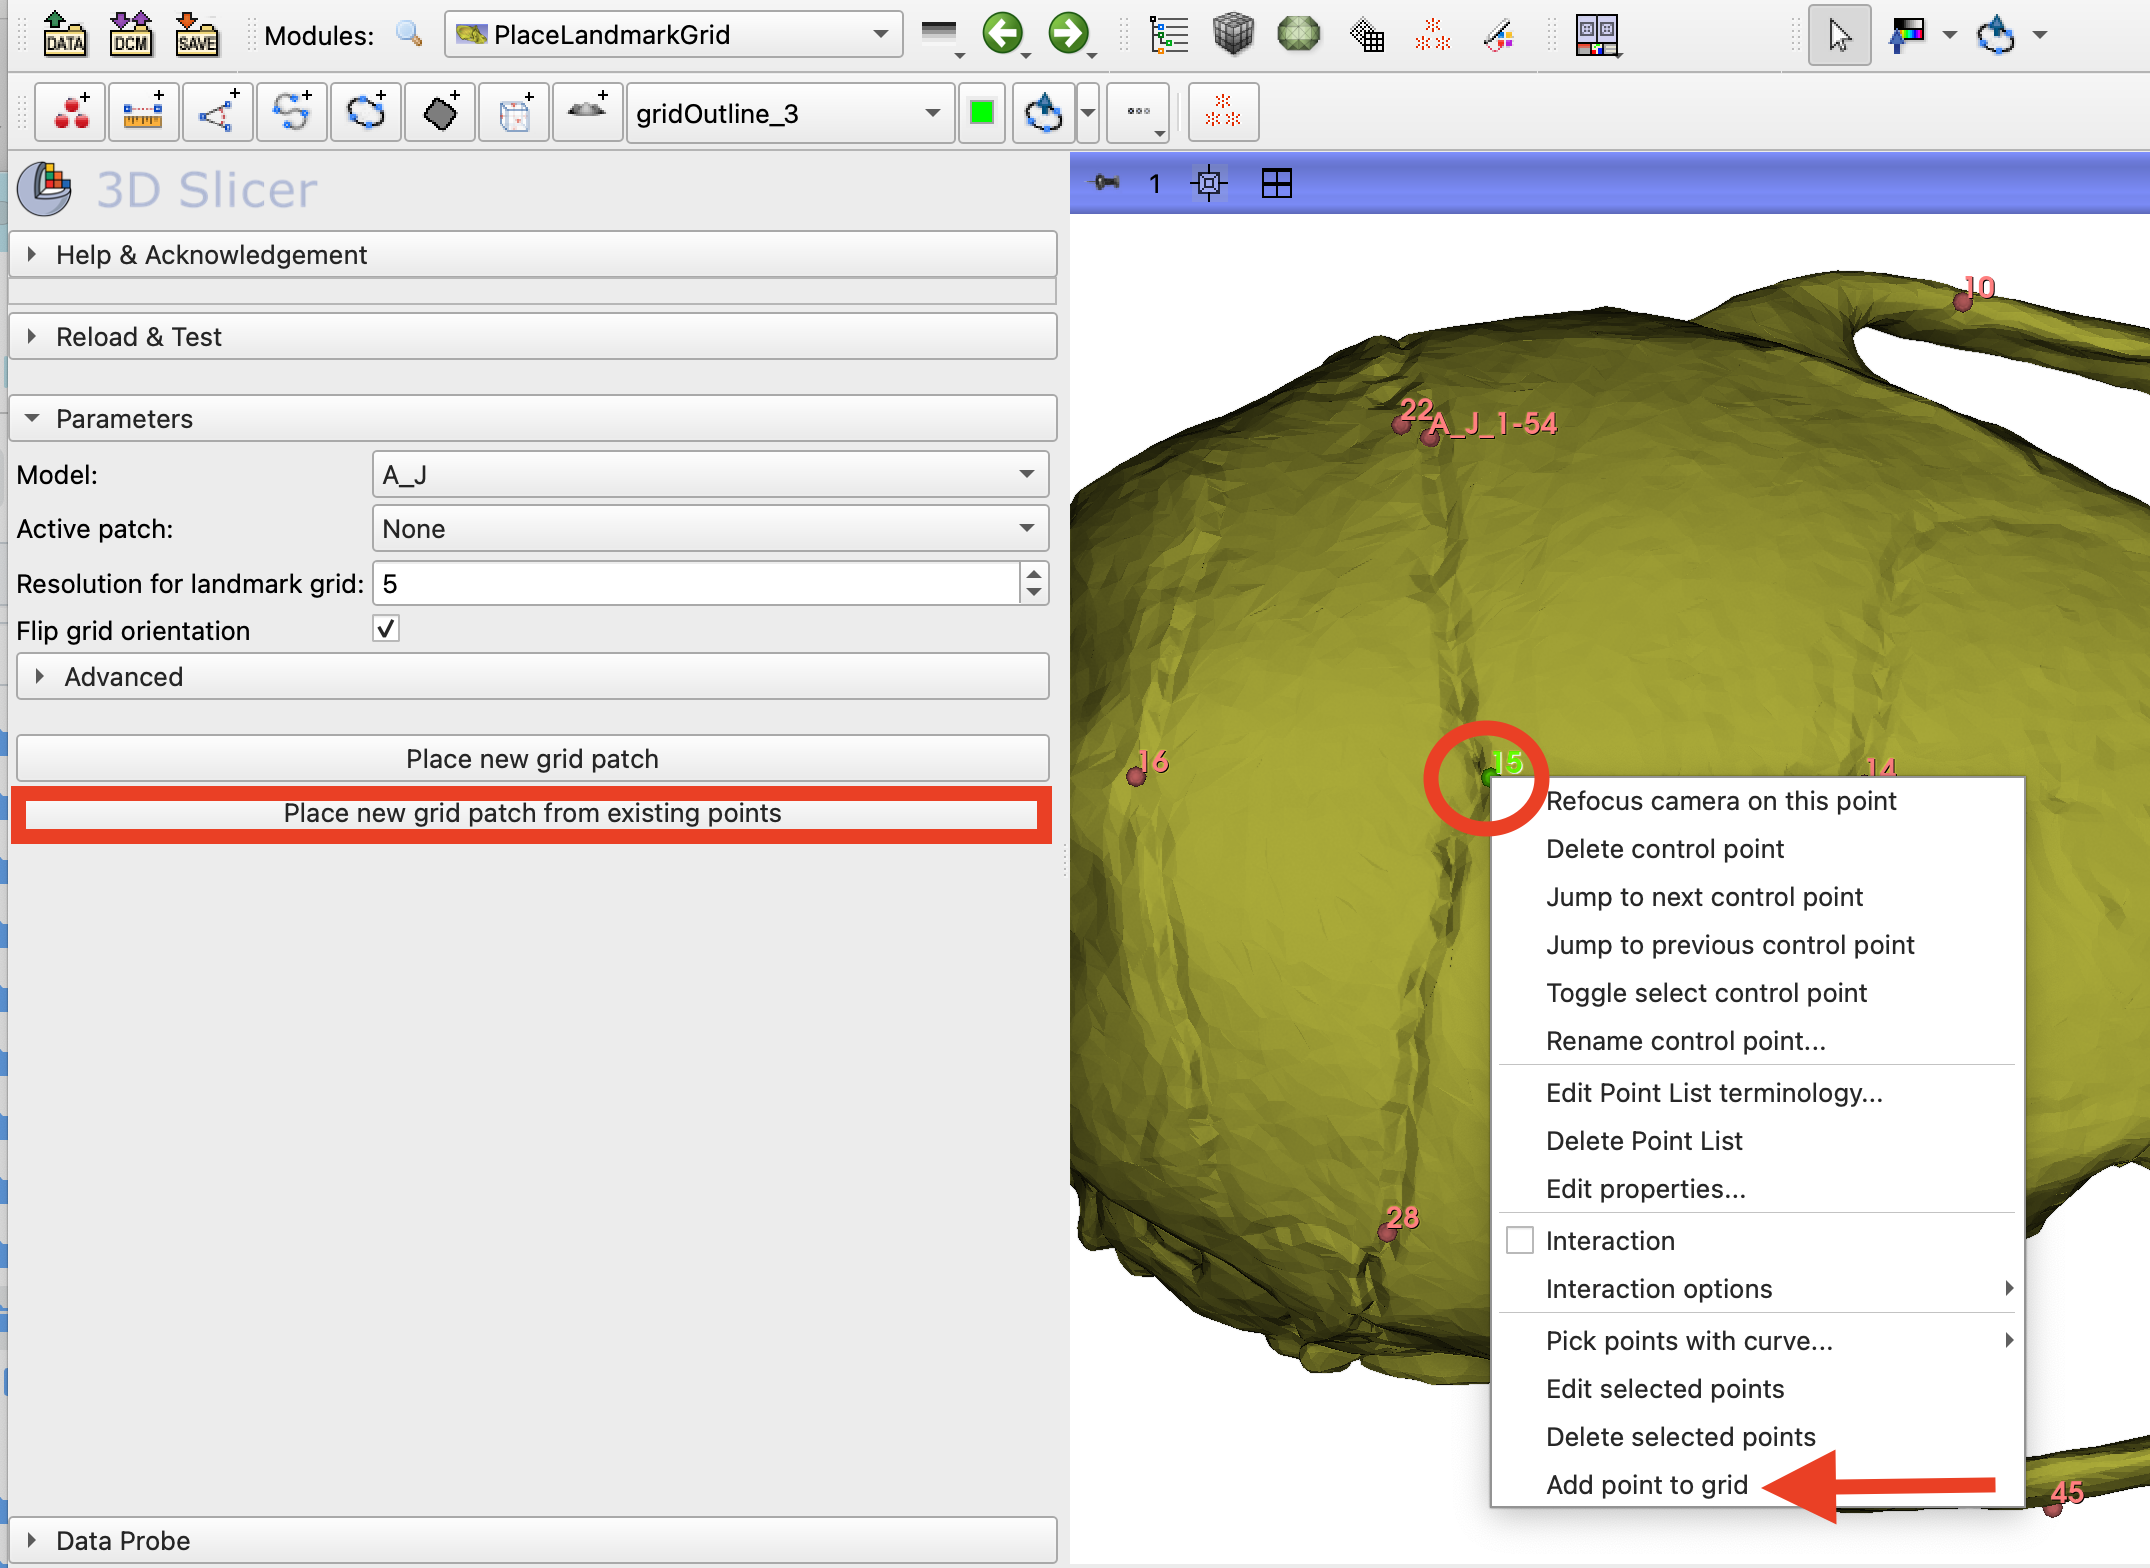 DATA DCM SAVE Modules: PlaceLandmarkGrid
gridOutline_3
3D Slicer
1
Help & Acknowledgement
Reload & Test
Parameters
Model: A_J
Active patch: None
Resolution for landmark grid: 5
Flip grid orientation
Advanced
Place new grid patch
Place new grid patch from existing points
Data Probe
10
22
A_J_1-54
16
15
14
28
45
Refocus camera on this point
Delete control point
Jump to next control point
Jump to previous control point
Toggle select control point
Rename control point...
Edit Point List terminology...
Delete Point List
Edit properties...
Interaction
Interaction options
Pick points with curve...
Edit selected points
Delete selected points
Add point to grid